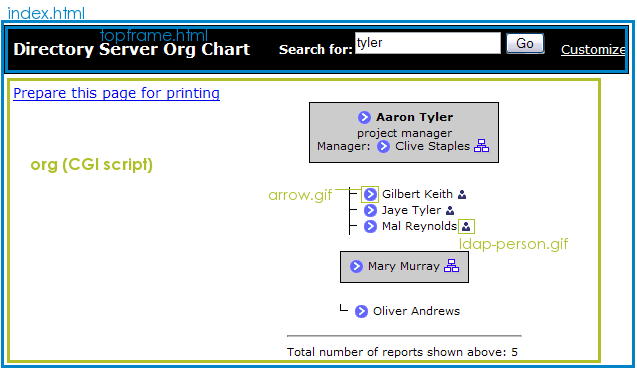 index.html
topframe.html
Directory Server Org Chart Search for: tyler Go Customize
Prepare this page for printing
Aaron Tyler
project manager
Manager: Clive Staples
org (CGI script)
arrow.gif
Gilbert Keith
Jaye Tyler
Mal Reynolds
ldap-person.gif
Mary Murray
Oliver Andrews
Total number of reports shown above: 5